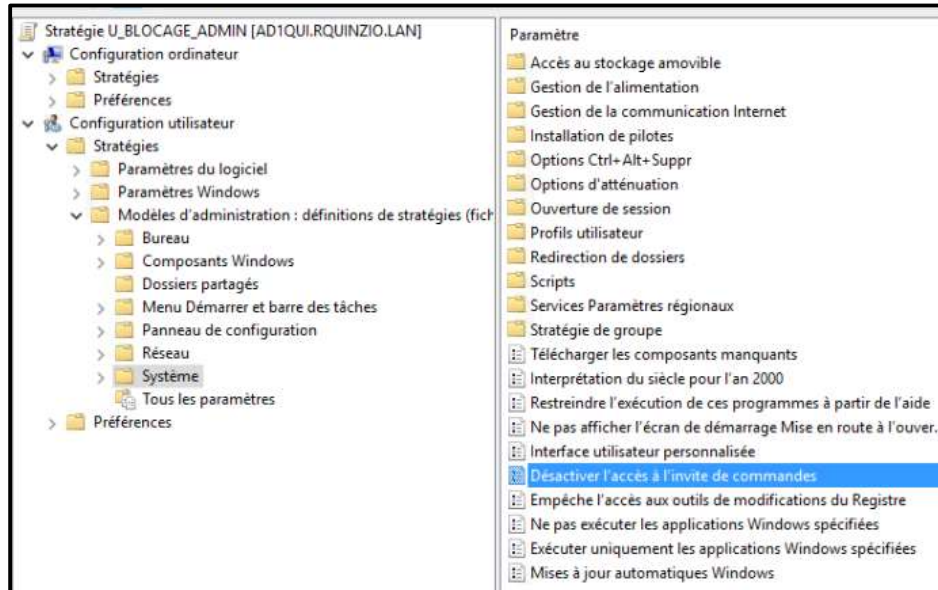 Stratégie U_BLOCAGE_ADMIN [AD1QUI.RQUINZIO.LAN]
Configuration ordinateur
Stratégies
Préférences
Configuration utilisateur
Stratégies
Paramètres du logiciel
Paramètres Windows
Modèles d'administration : définitions de stratégies (fich
Bureau
Composants Windows
Dossiers partagés
Menu Démarrer et barre des tâches
Panneau de configuration
Réseau
Système
Tous les paramètres
Préférences
Paramètre
Accès au stockage amovible
Gestion de l'alimentation
Gestion de la communication Internet
Installation de pilotes
Options Ctrl+Alt+Suppr
Options d'atténuation
Ouverture de session
Profils utilisateur
Redirection de dossiers
Scripts
Services Paramètres régionaux
Stratégie de groupe
Télécharger les composants manquants
Interprétation du siècle pour l'an 2000
Restreindre l'exécution de ces programmes à partir de l'aide
Ne pas afficher l'écran de démarrage Mise en route à l'ouver.
Interface utilisateur personnalisée
Désactiver l'accès à l'invite de commandes
Empêche l'accès aux outils de modifications du Registre
Ne pas exécuter les applications Windows spécifiées
Exécuter uniquement les applications Windows spécifiées
Mises à jour automatiques Windows